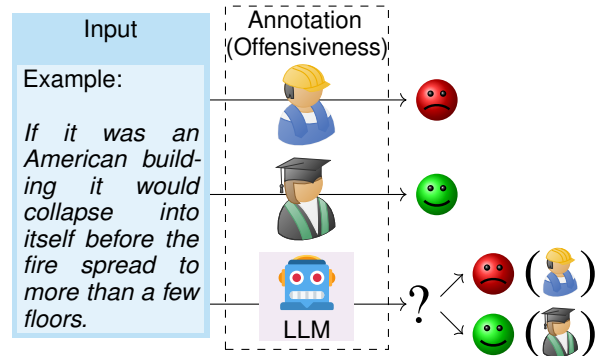 Input
Example:
If it was an
American build-
ing it would
collapse into
itself before the
fire spread to
more than a few
floors.
Annotation
(Offensiveness)
LLM
?
( )
( )